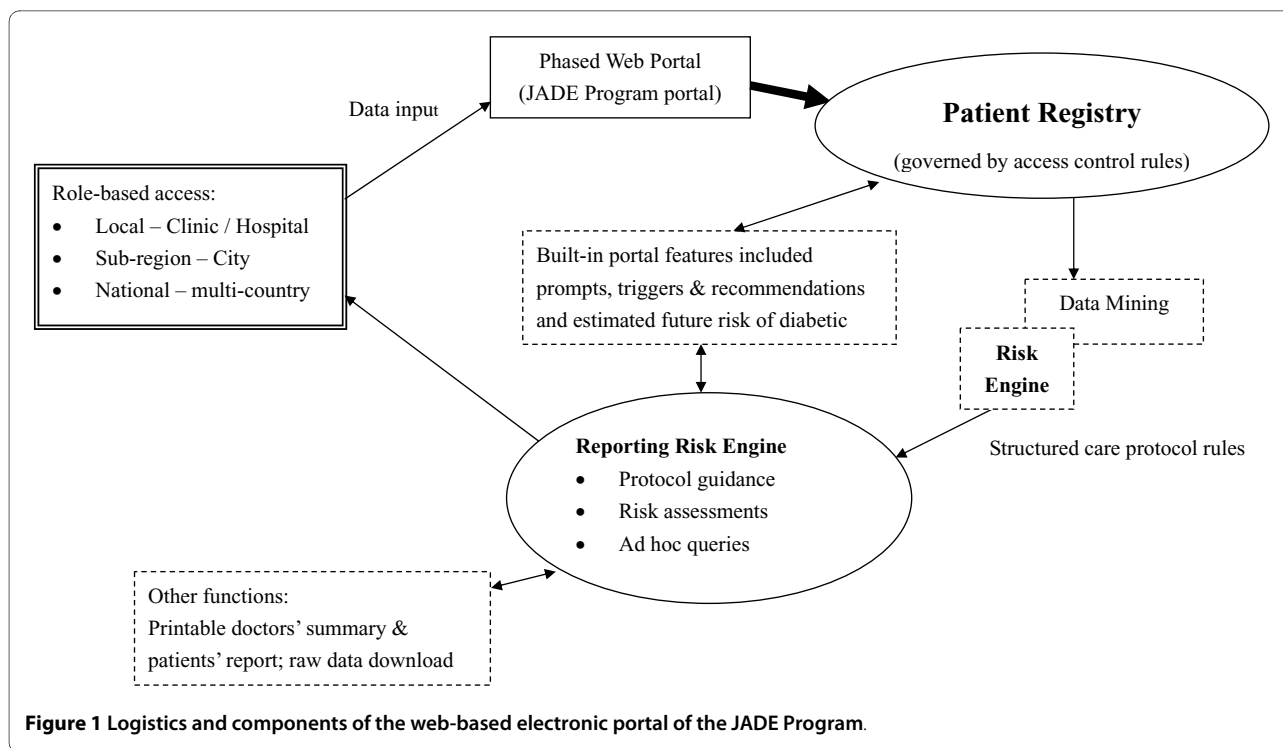 Phased Web Portal
(JADE Program portal)
Data input
Patient Registry
(governed by access control rules)
Role-based access:
• Local – Clinic / Hospital
• Sub-region – City
• National – multi-country
Built-in portal features included
prompts, triggers & recommendations
and estimated future risk of diabetic
Data Mining
Risk
Engine
Structured care protocol rules
Reporting Risk Engine
• Protocol guidance
• Risk assessments
• Ad hoc queries
Other functions:
Printable doctors’ summary &
patients’ report; raw data download
Figure 1 Logistics and components of the web-based electronic portal of the JADE Program.